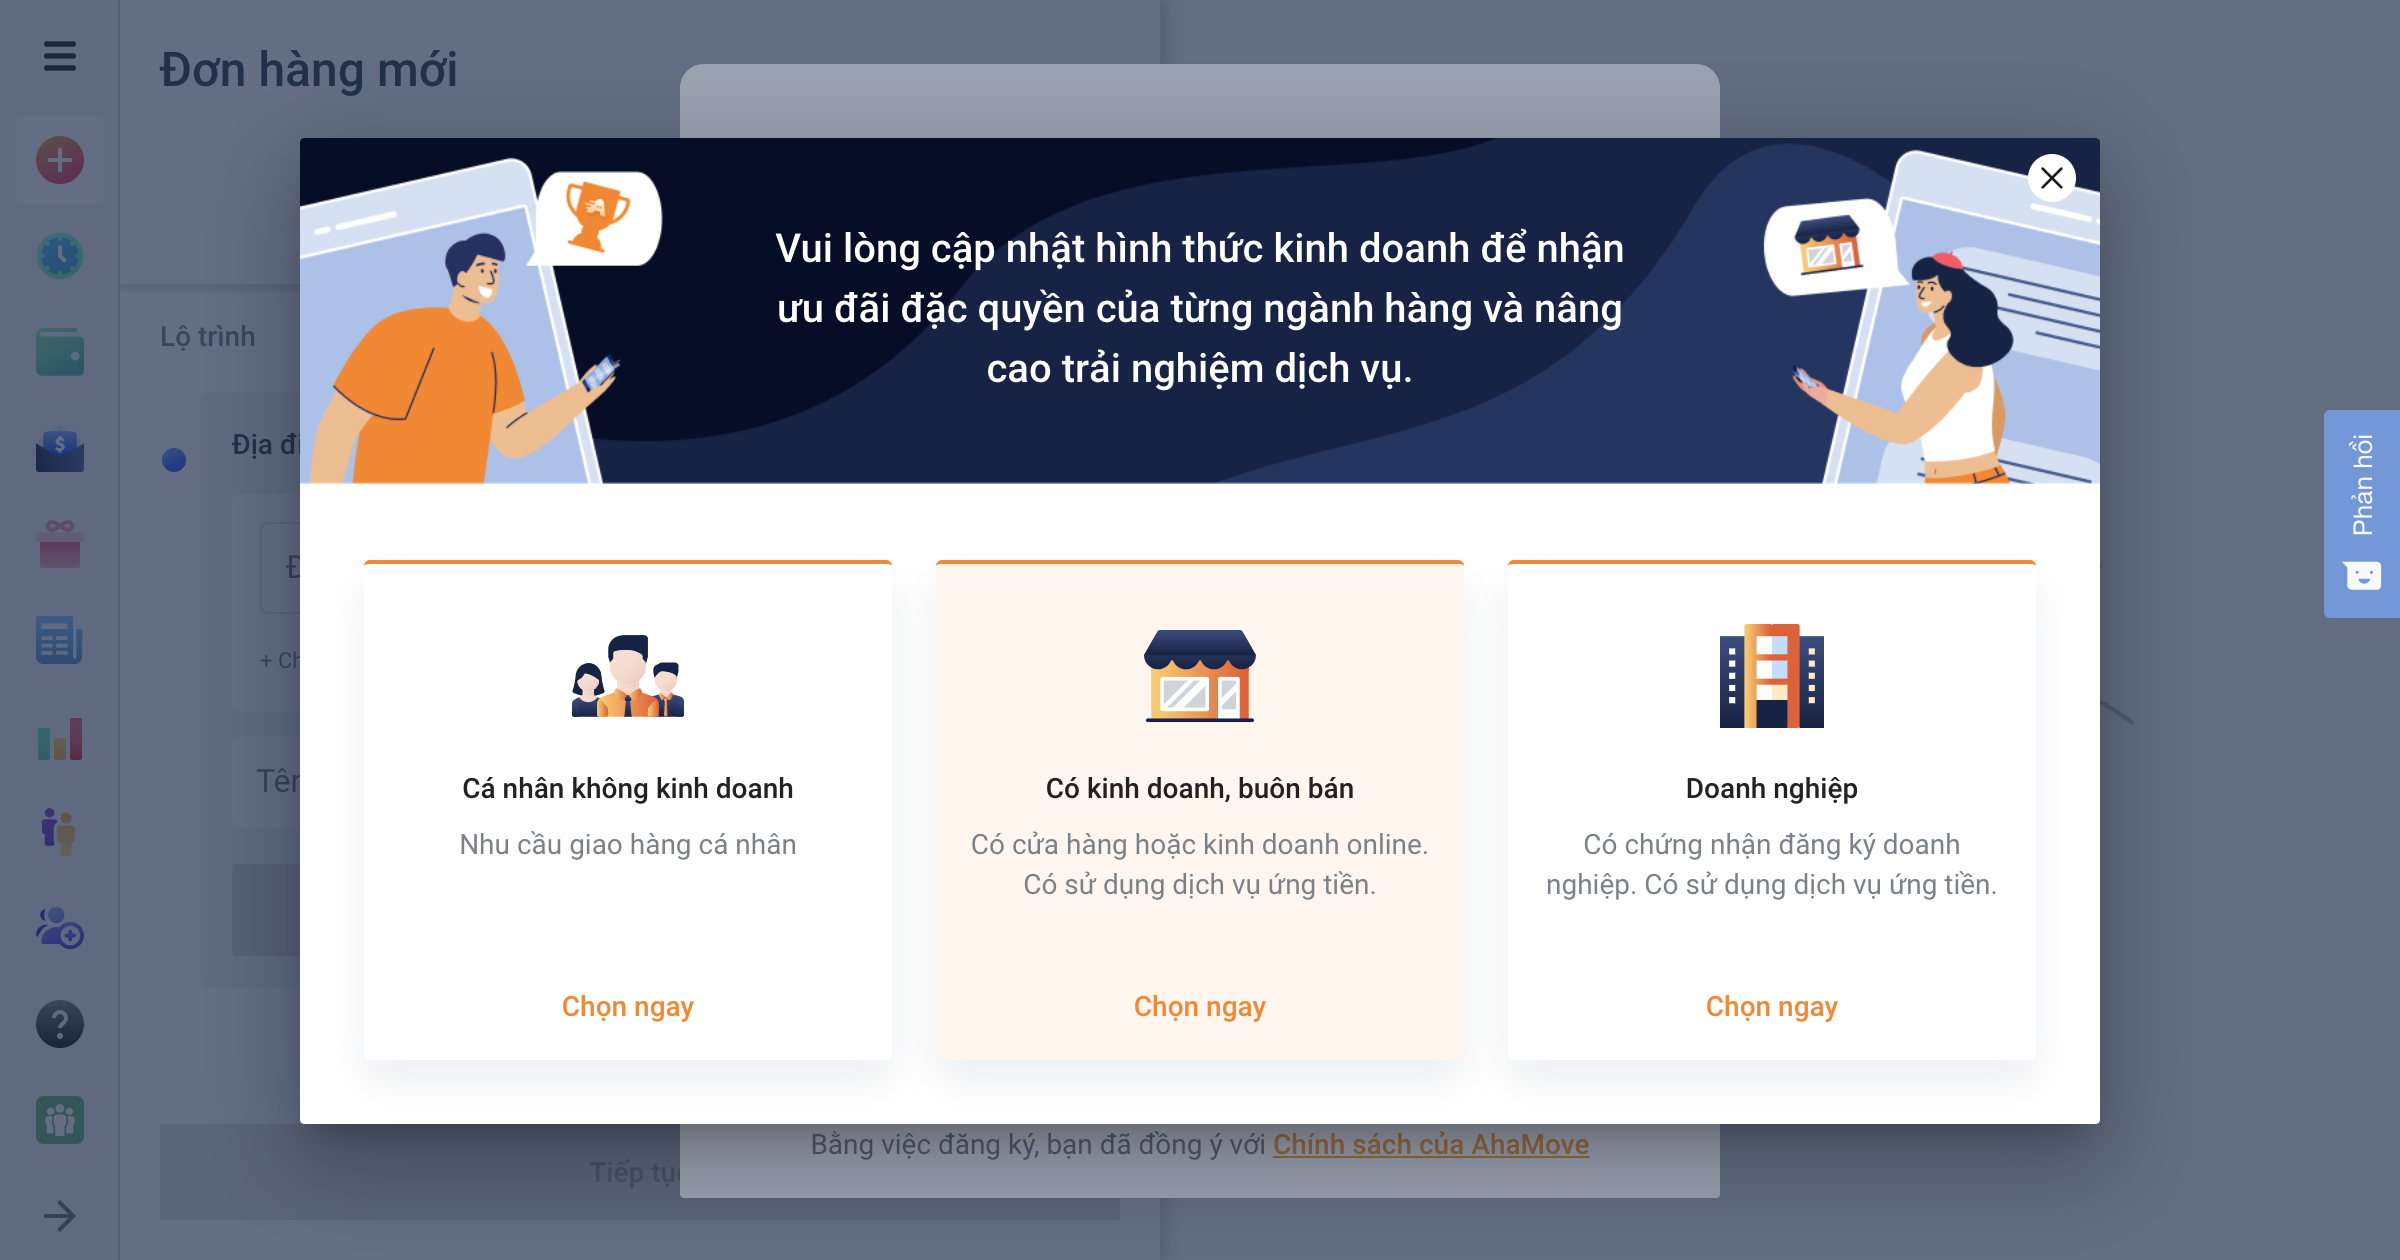 Đơn hàng mới
Vui lòng cập nhật hình thức kinh doanh để nhận
ưu đãi đặc quyền của từng ngành hàng và nâng
cao trải nghiệm dịch vụ.
Lộ trình
Địa
Tên
Cá nhân không kinh doanh
Nhu cầu giao hàng cá nhân
Chọn ngay
Có kinh doanh, buôn bán
Có cửa hàng hoặc kinh doanh online.
Có sử dụng dịch vụ ứng tiền.
Chọn ngay
Doanh nghiệp
Có chứng nhận đăng ký doanh
nghiệp. Có sử dụng dịch vụ ứng tiền.
Chọn ngay
Phản hồi
Bằng việc đăng ký, bạn đã đồng ý với Chính sách của AhaMove
Tiếp tục